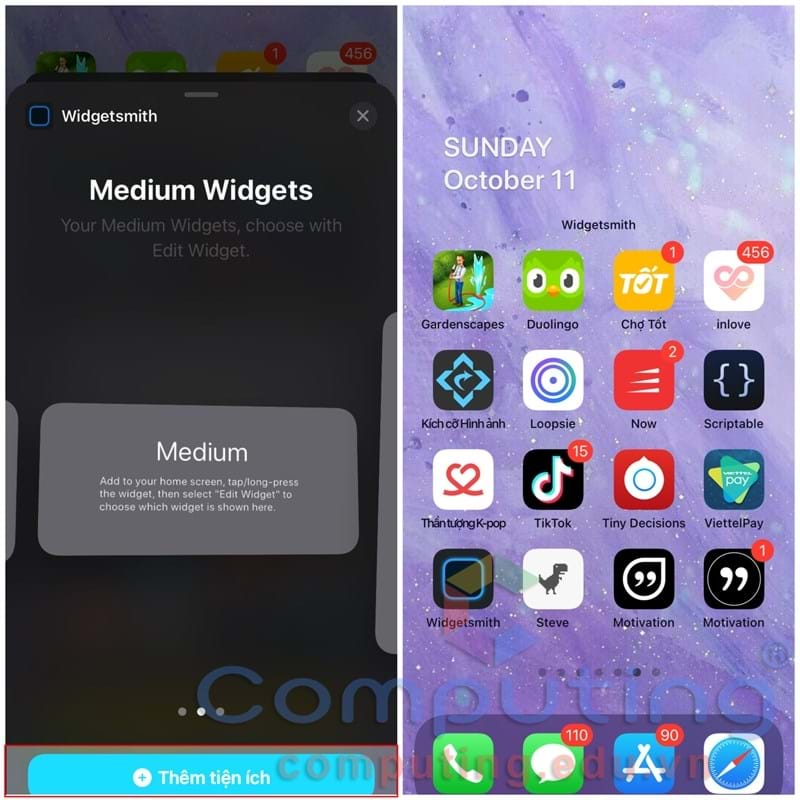 1
456
Widgetsmith
Medium Widgets
Your Medium Widgets, choose with
Edit Widget.
Medium
Add to your home screen, tap/long-press
the widget, then select "Edit Widget" to
choose which widget is shown here.
Thêm tiện ích
SUNDAY
October 11
Widgetsmith
1
456
TỐT
Gardenscapes
Duolingo
Chợ Tốt
inlove
2
{ }
Kích cỡ Hình ảnh
Loopsie
Now
Scriptable
15
VIETTEL
pay
Thần tượng K-pop
TikTok
Tiny Decisions
ViettelPay
1
Widgetsmith
Steve
Motivation
Motivation
Computing
®
110
90
computing.edu.vn